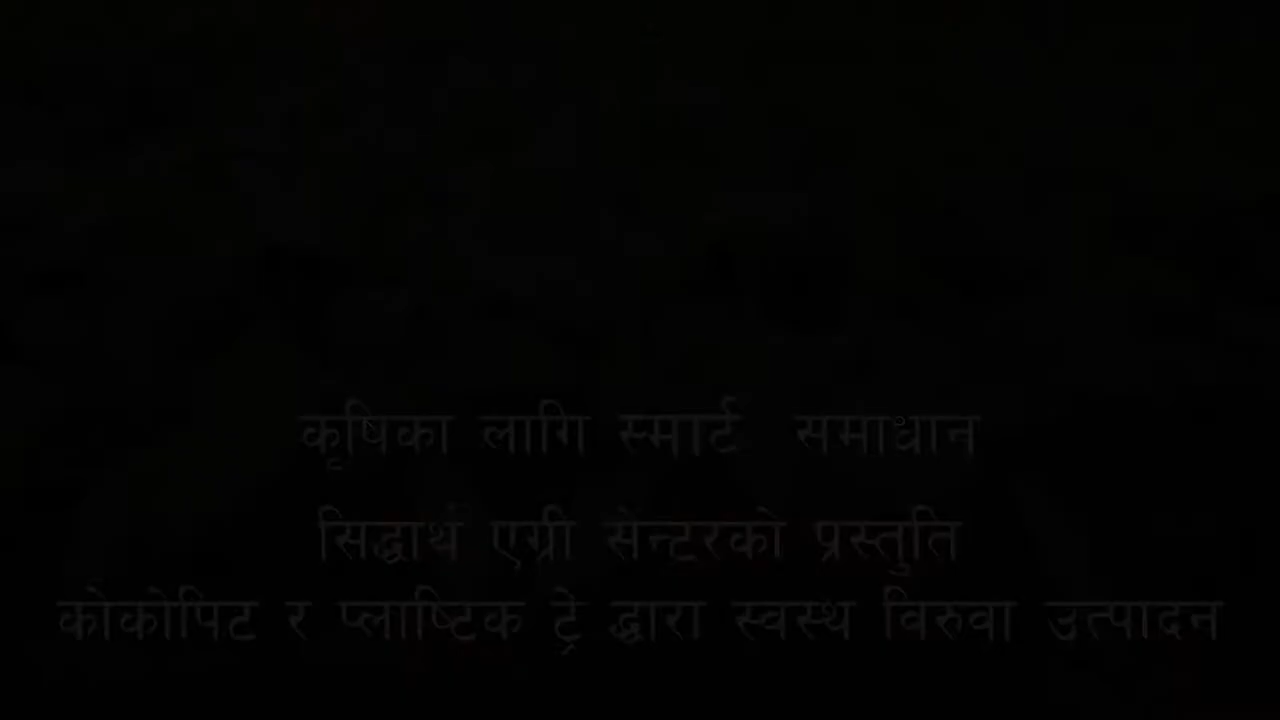 कृषिका लागि स्मार्ट समाधान
सिद्धार्थ एग्री सेन्टरको प्रस्तुति
कोकोपिट र प्लाष्टिक ट्रे द्धारा स्वस्थ विरुवा उत्पादन